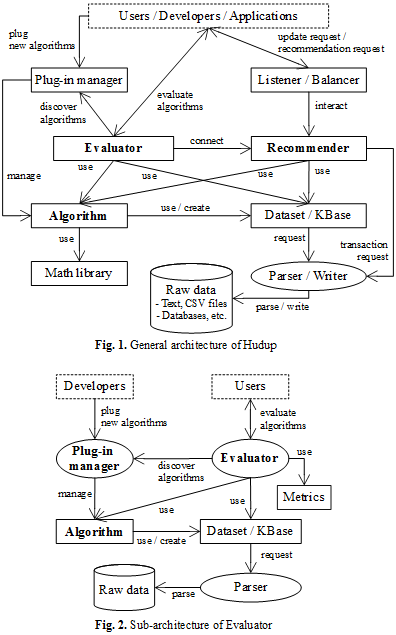 Users / Developers / Applications
plug
new algorithms
update request /
recommendation request
Plug-in manager
evaluate
algorithms
Listener / Balancer
discover
algorithms
interact
Evaluator
connect
Recommender
use
use
use
use
manage
Algorithm
use / create
Dataset / KBase
use
request
transaction
request
Math library
Parser / Writer
Raw data
- Text, CSV files
- Databases, etc.
parse / write
Fig. 1. General architecture of Hudup
Developers
Users
plug
new algorithms
evaluate
algorithms
Plug-in
manager
Evaluator
use
discover
algorithms
manage
Metrics
use
use
Algorithm
use / create
Dataset / KBase
request
Raw data
parse
Parser
Fig. 2. Sub-architecture of Evaluator